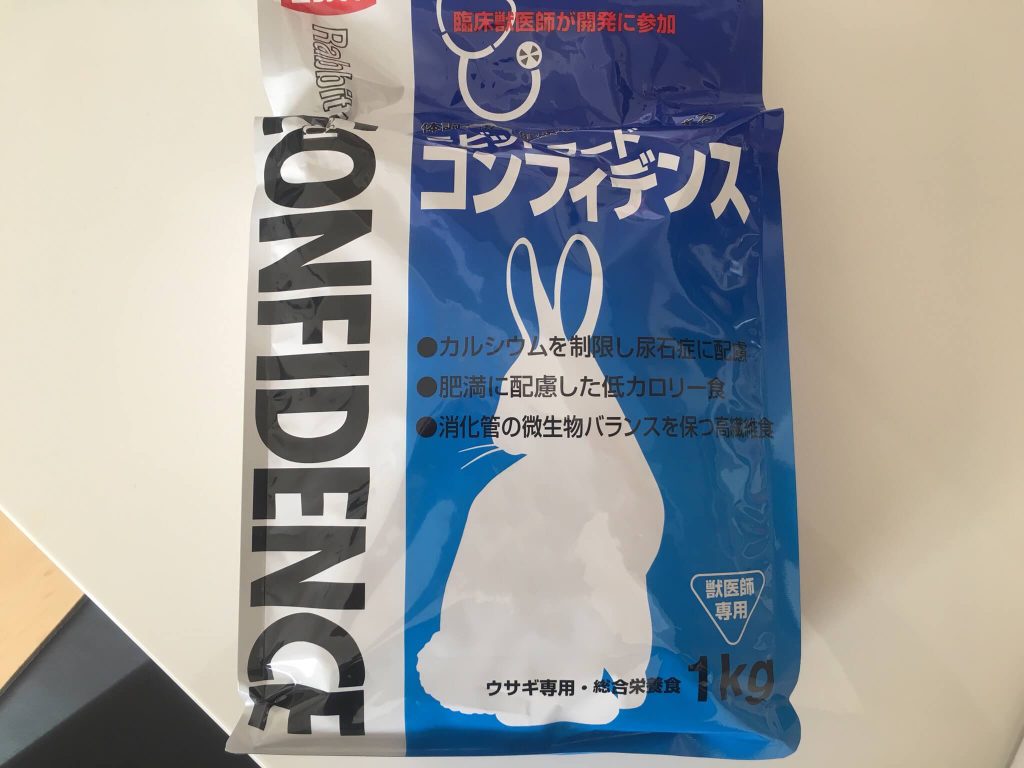 臨床獣医師が開発に参加
Rabbit
コンフィデンス
CONFIDENCE
●カルシウムを制限し尿石症に配慮
●肥満に配慮した低カロリー食
●消化管の微生物バランスを保つ高繊維食
獣医師
専用
ウサギ専用・総合栄養食 1kg